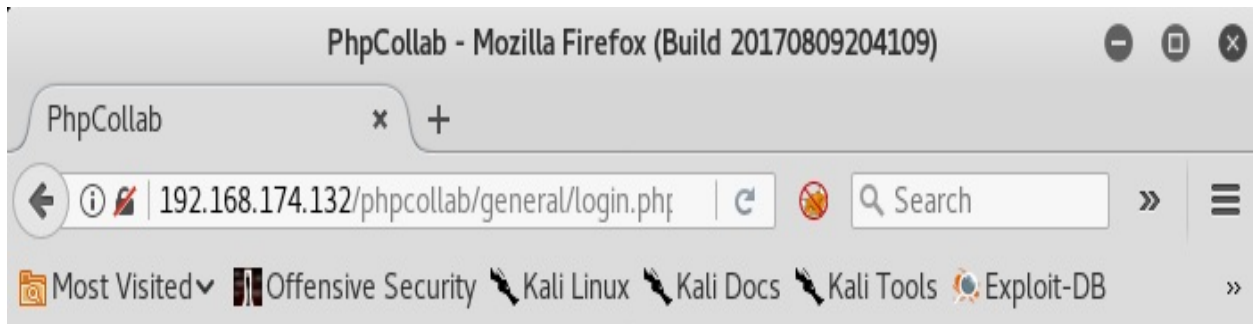 PhpCollab - Mozilla Firefox (Build 20170809204109)
PhpCollab
192.168.174.132/phpcollab/general/login.php
Search
Most Visited Offensive Security Kali Linux Kali Docs Kali Tools Exploit-DB